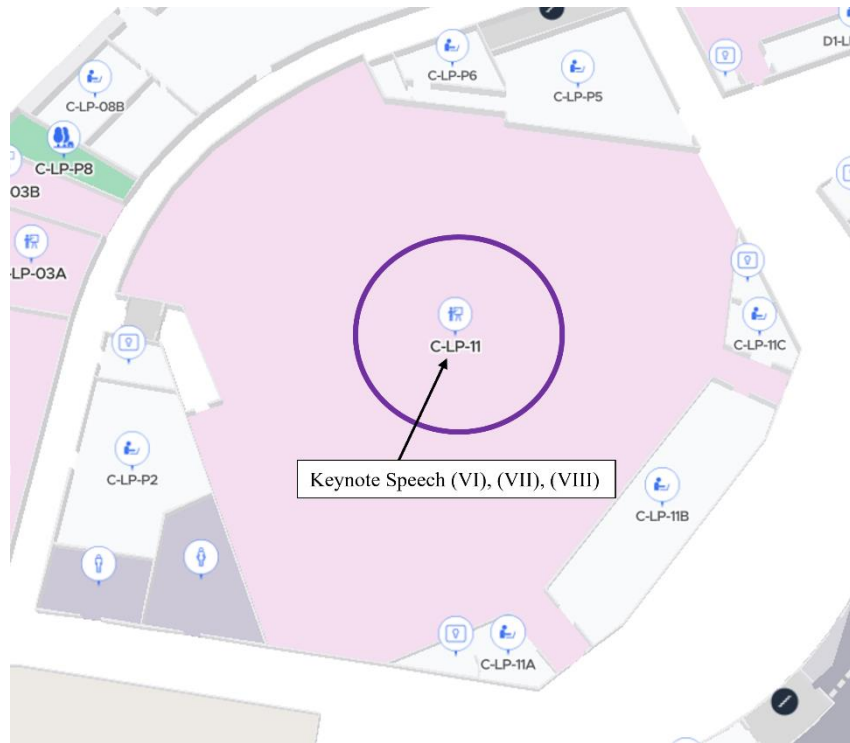 C-LP-P6
D1-LI
C-LP-P5
C-LP-08B
C-LP-P8
03B
-LP-03A
C-LP-11
C-LP-11C
C-LP-P2
Keynote Speech (VI), (VII), (VIII)
C-LP-11B
C-LP-11A